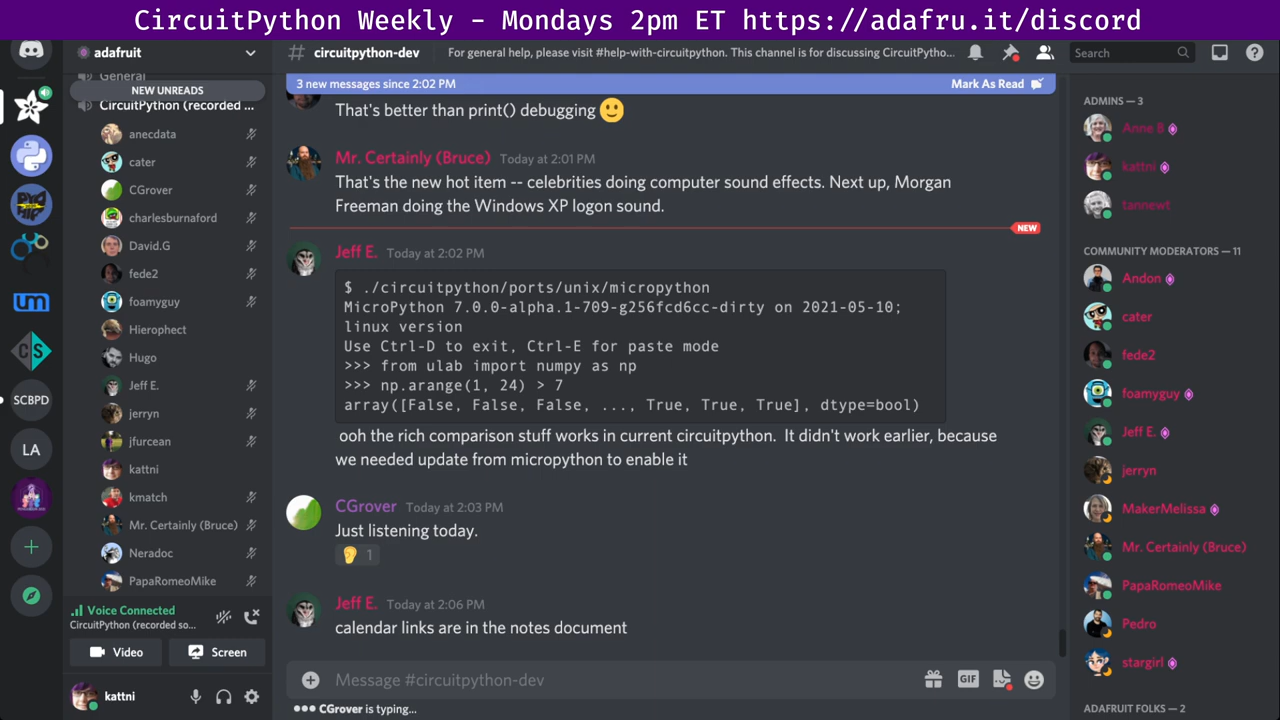 CircuitPython Weekly - Mondays 2pm ET https://adafru.it/discord
adafruit
General
NEW UNREADS
CircuitPython (recorded ...
anecdata
cater
CGrover
charlesburnaford
David.G
fede2
foamyguy
Hierophect
Hugo
Jeff E.
jerryn
jfurcean
kattni
kmatch
Mr. Certainly (Bruce)
Neradoc
PapaRomeoMike
Voice Connected
CircuitPython (recorded so...
Video
Screen
kattni
UM
CS
SCBPD
LA
# circuitpython-dev
For general help, please visit #help-with-circuitpython. This channel is for discussing CircuitPytho...
Search
3 new messages since 2:02 PM
Mark As Read
That's better than print() debugging 🙂
Mr. Certainly (Bruce) Today at 2:01 PM
That's the new hot item -- celebrities doing computer sound effects. Next up, Morgan
Freeman doing the Windows XP logon sound.
NEW
Jeff E. Today at 2:02 PM
$ ./circuitpython/ports/unix/micropython
MicroPython 7.0.0-alpha.1-709-g256fcd6cc-dirty on 2021-05-10;
linux version
Use Ctrl-D to exit, Ctrl-E for paste mode
>>> from ulab import numpy as np
>>> np.arange(1, 24) > 7
array([False, False, False, ..., True, True, True], dtype=bool)
ooh the rich comparison stuff works in current circuitpython. It didn't work earlier, because
we needed update from micropython to enable it
CGrover Today at 2:03 PM
Just listening today.
👂 1
Jeff E. Today at 2:06 PM
calendar links are in the notes document
Message #circuitpython-dev
GIF
CGrover is typing...
ADMINS — 3
Anne B
kattni
tannewt
COMMUNITY MODERATORS — 11
Andon
cater
fede2
foamyguy
Jeff E.
jerryn
MakerMelissa
Mr. Certainly (Bruce)
PapaRomeoMike
Pedro
stargirl
ADAFRUIT FOLKS — 2